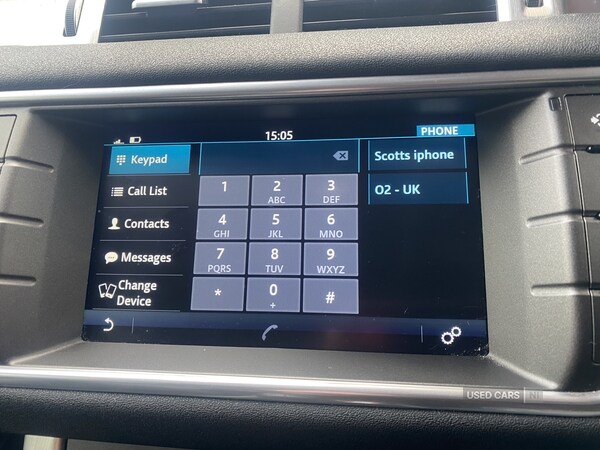 15:05
PHONE
Keypad
Scotts iphone
Call List
O2 - UK
Contacts
Messages
Change
Device
1
2
ABC
3
DEF
4
GHI
5
JKL
6
MNO
7
PQRS
8
TUV
9
WXYZ
*
0
+
#
USED CARS NI